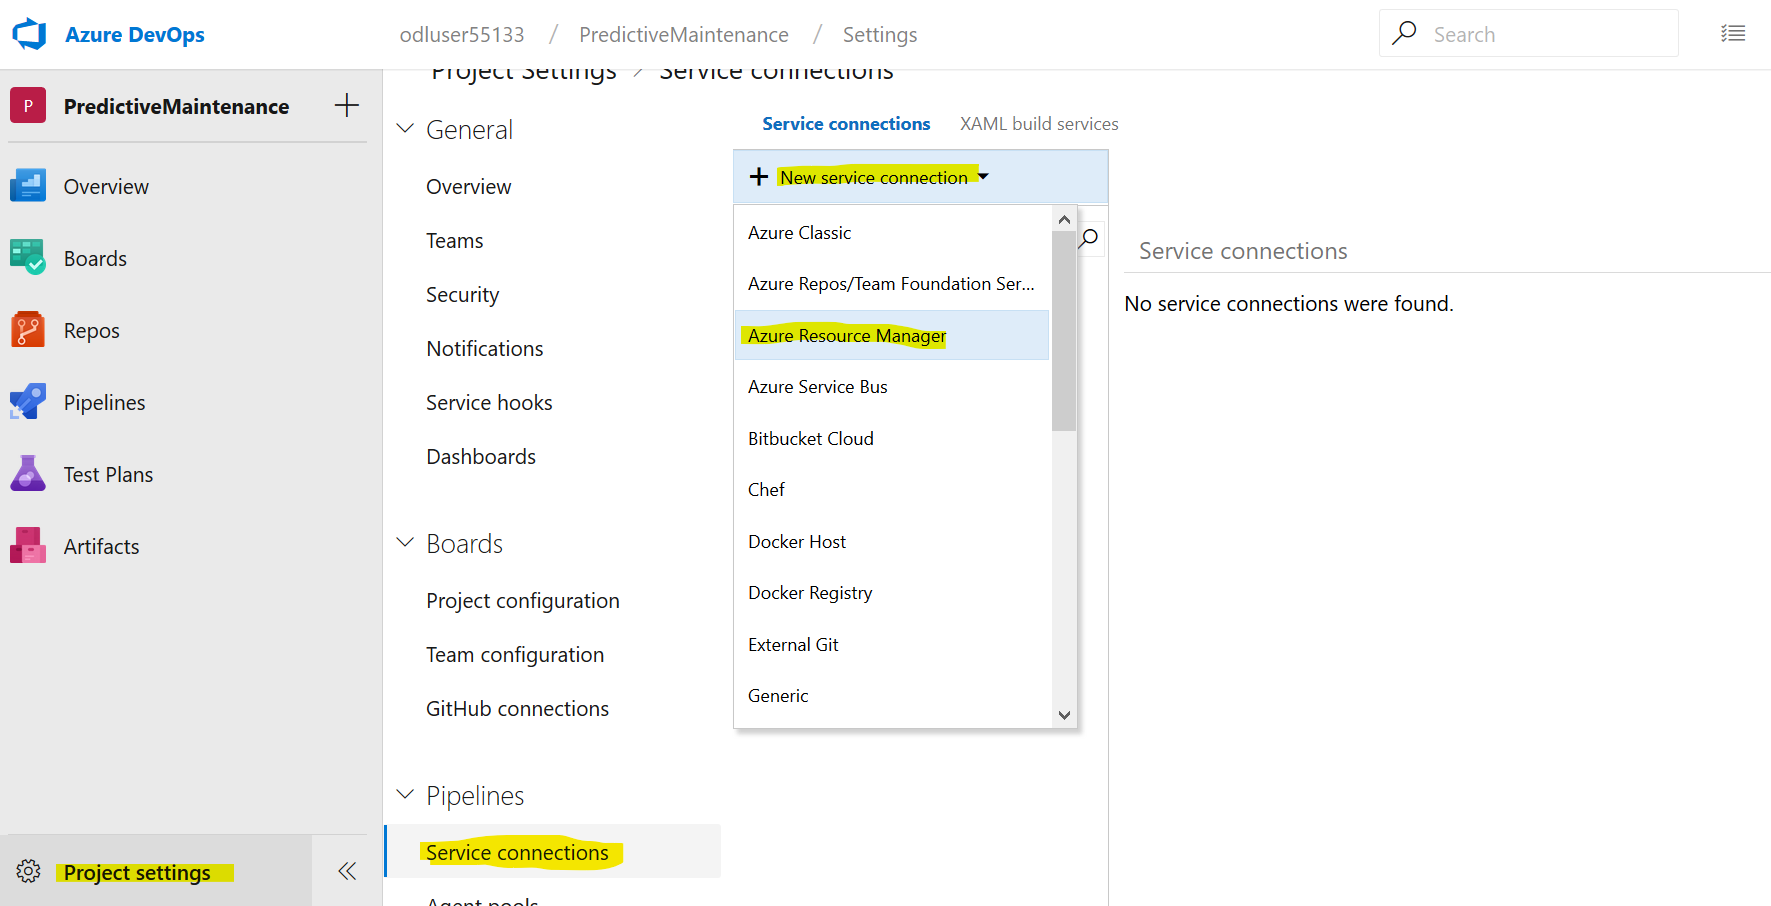 Azure DevOps
odluser55133 / PredictiveMaintenance / Settings
Search
P PredictiveMaintenance
Overview
Boards
Repos
Pipelines
Test Plans
Artifacts
Project settings
Project Settings > Service connections
General
Overview
Teams
Security
Notifications
Service hooks
Dashboards
Boards
Project configuration
Team configuration
GitHub connections
Pipelines
Service connections
Agent pools
Service connections XAML build services
+ New service connection
Azure Classic
Azure Repos/Team Foundation Ser...
Azure Resource Manager
Azure Service Bus
Bitbucket Cloud
Chef
Docker Host
Docker Registry
External Git
Generic
Service connections
No service connections were found.